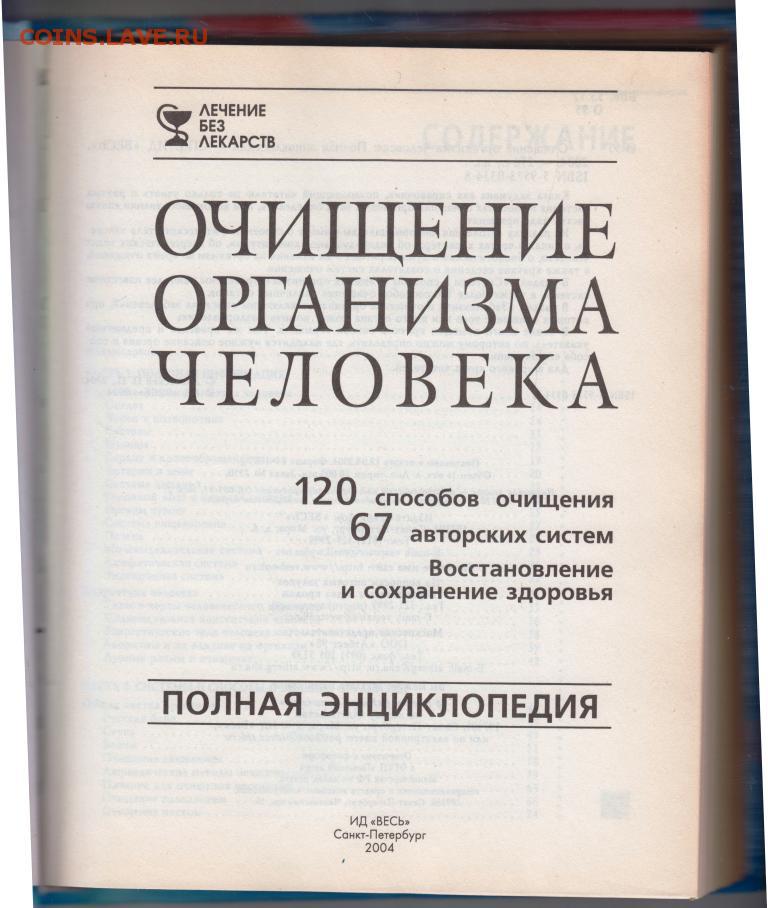 COINS.LAVE.RU
ЛЕЧЕНИЕ
БЕЗ
ЛЕКАРСТВ
СОДЕРЖАНИЕ
ОЧИЩЕНИЕ
ОРГАНИЗМА
ЧЕЛОВЕКА
120 способов очищения
67 авторских систем
Восстановление
и сохранение здоровья
ПОЛНАЯ ЭНЦИКЛОПЕДИЯ
ИД «ВЕСЬ»
Санкт-Петербург
2004